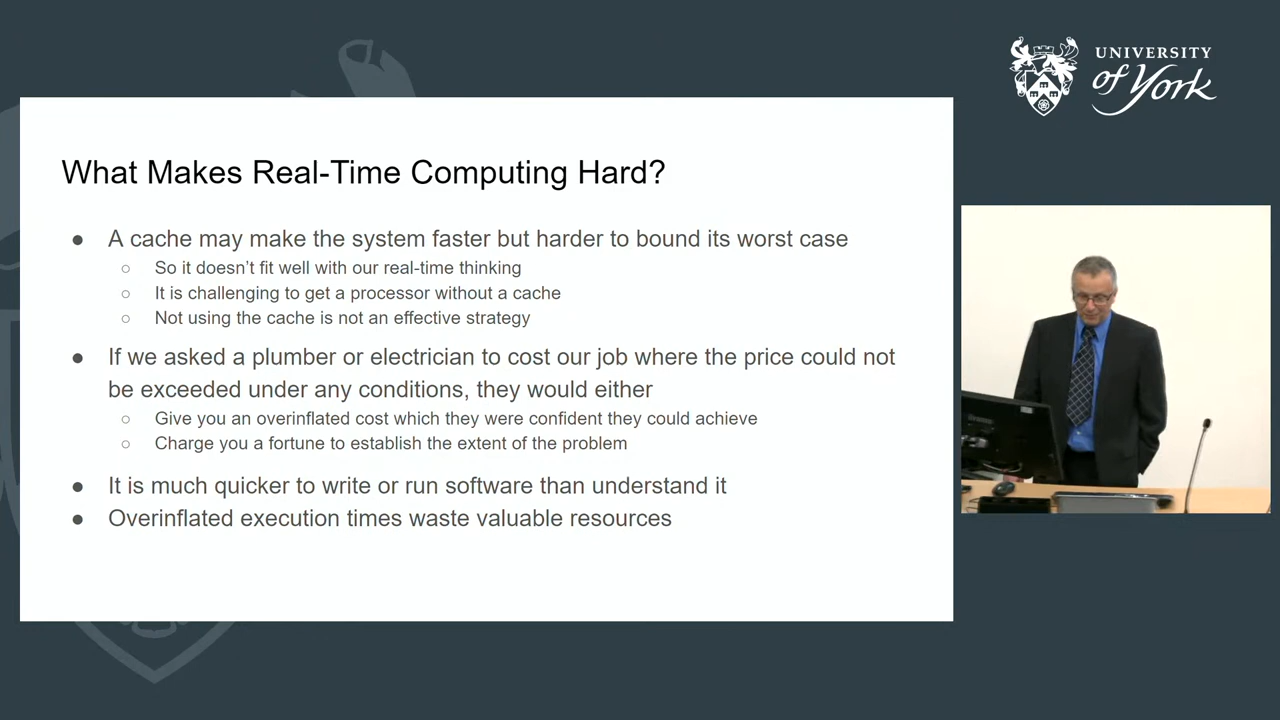 UNIVERSITY
of York
What Makes Real-Time Computing Hard?
● A cache may make the system faster but harder to bound its worst case
○ So it doesn’t fit well with our real-time thinking
○ It is challenging to get a processor without a cache
○ Not using the cache is not an effective strategy
● If we asked a plumber or electrician to cost our job where the price could not
be exceeded under any conditions, they would either
○ Give you an overinflated cost which they were confident they could achieve
○ Charge you a fortune to establish the extent of the problem
● It is much quicker to write or run software than understand it
● Overinflated execution times waste valuable resources